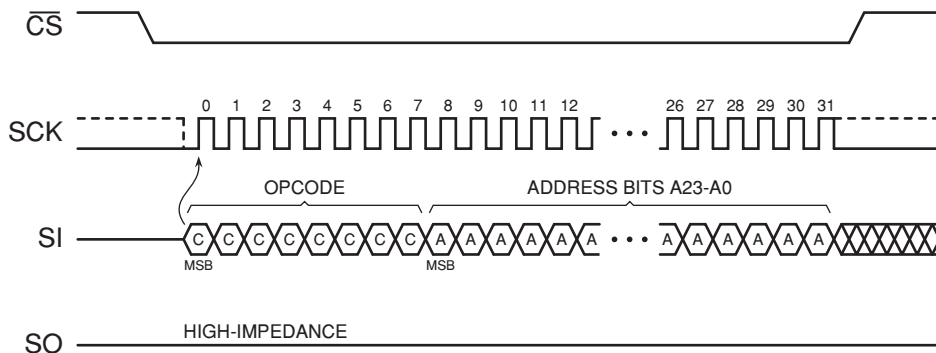 CS
0 1 2 3 4 5 6 7 8 9 10 11 12 26 27 28 29 30 31
SCK
OPCODE ADDRESS BITS A23-A0
SI C C C C C C C C A A A A A A A A A A A A
MSB MSB
HIGH-IMPEDANCE
SO